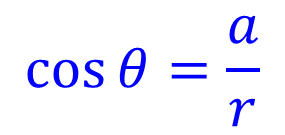 cos θ = a/r